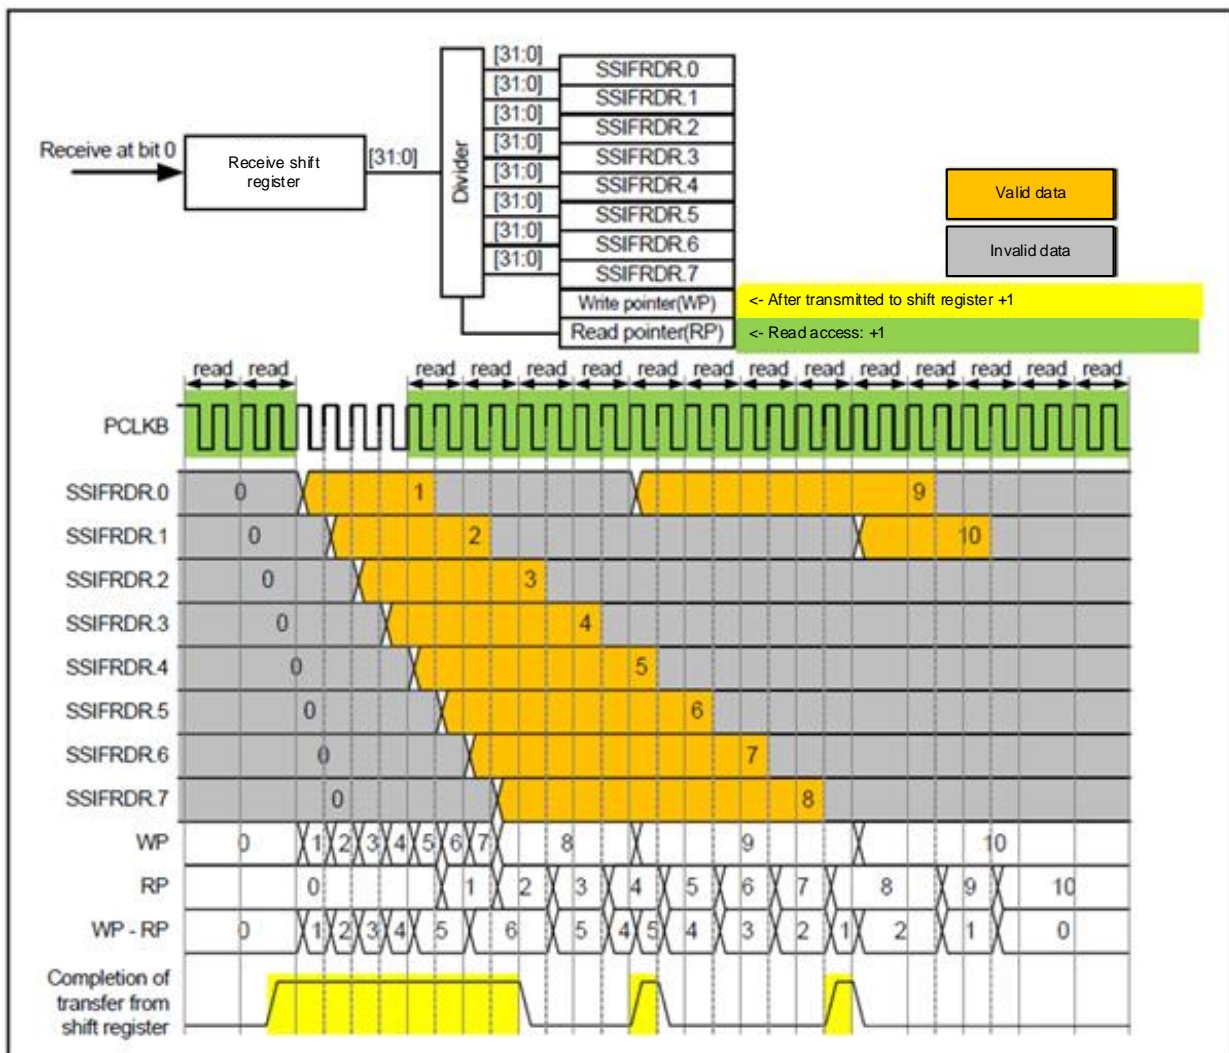 [31:0]
SSIFRDR.0
[31:0]
SSIFRDR.1
[31:0]
SSIFRDR.2
[31:0]
SSIFRDR.3
[31:0]
SSIFRDR.4
[31:0]
SSIFRDR.5
[31:0]
SSIFRDR.6
[31:0]
SSIFRDR.7
Receive at bit 0
Receive shift
register
[31:0]
Divider
Write pointer(WP)
Read pointer(RP)
Valid data
Invalid data
<- After transmitted to shift register +1
<- Read access: +1
read read read read read read read read read read read read read read read
PCLKB
SSIFRDR.0 0 1 9
SSIFRDR.1 0 2 10
SSIFRDR.2 0 3
SSIFRDR.3 0 4
SSIFRDR.4 0 5
SSIFRDR.5 0 6
SSIFRDR.6 0 7
SSIFRDR.7 0 8
WP 0 1 2 3 4 5 6 7 8 9 10
RP 0 1 2 3 4 5 6 7 8 9 10
WP - RP 0 1 2 3 4 5 6 5 4 5 4 3 2 1 2 1 0
Completion of
transfer from
shift register